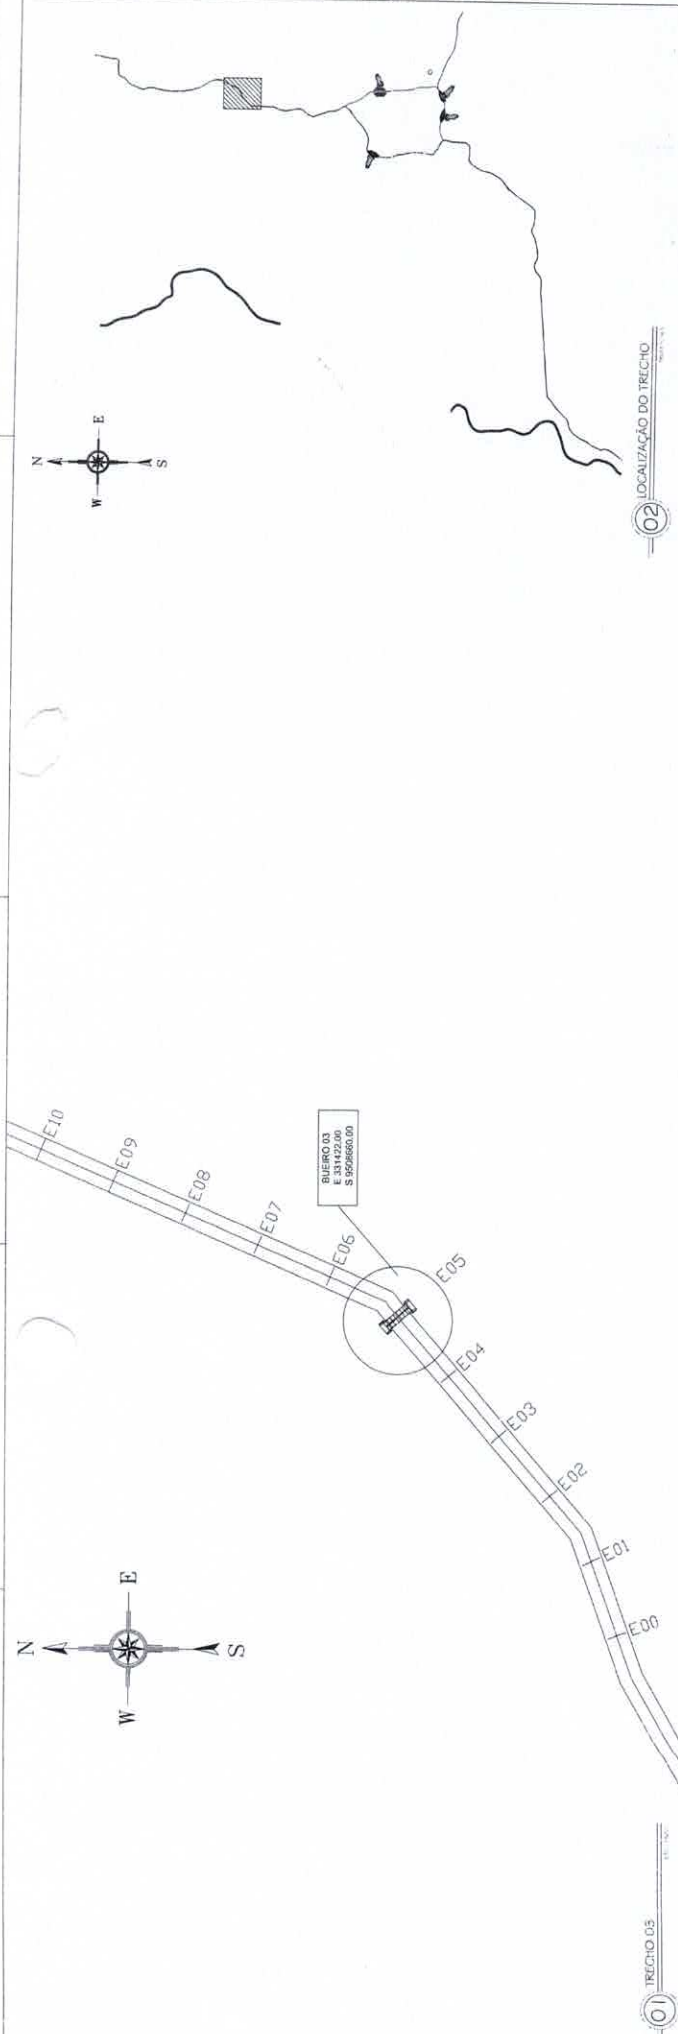 N
W
E
S
E00
E01
E02
E03
E04
E05
E06
E07
E08
E09
E10
BUEIRO 03
E 331422.00
S 9508660.00
01
TRECHO 03
N
W
E
S
02
LOCALIZAÇÃO DO TRECHO